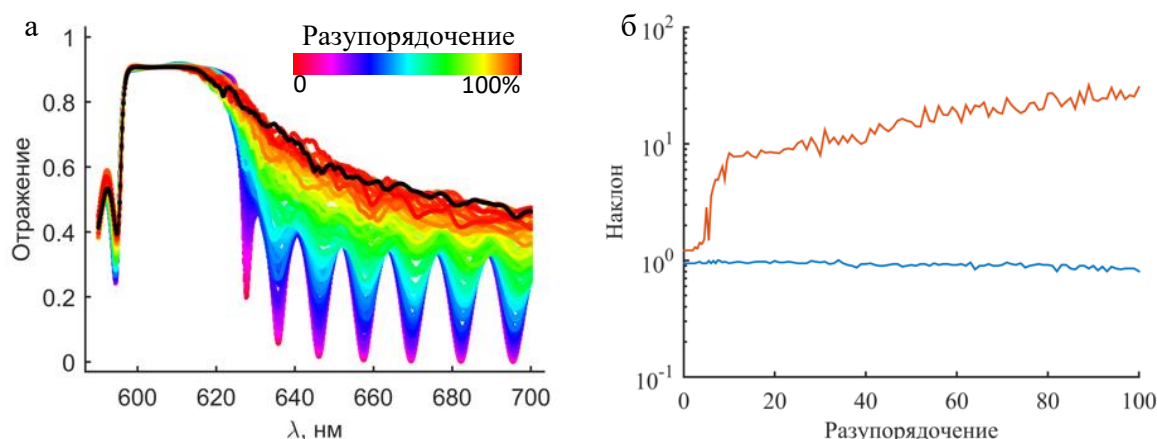 а
Разупорядочение
0 100%
1
0.8
0.6
0.4
0.2
0
Отражение
600 620 640 660 680 700
λ, нм
б
10²
10¹
10⁰
10⁻¹
Наклон
0 20 40 60 80 100
Разупорядочение